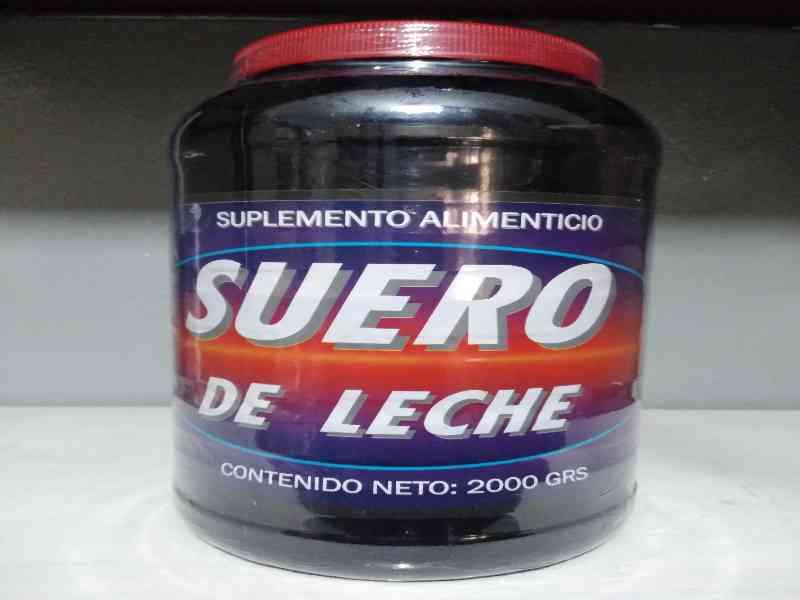 SUPLEMENTO ALIMENTICIO
SUERO
DE LECHE
CONTENIDO NETO: 2000 GRS